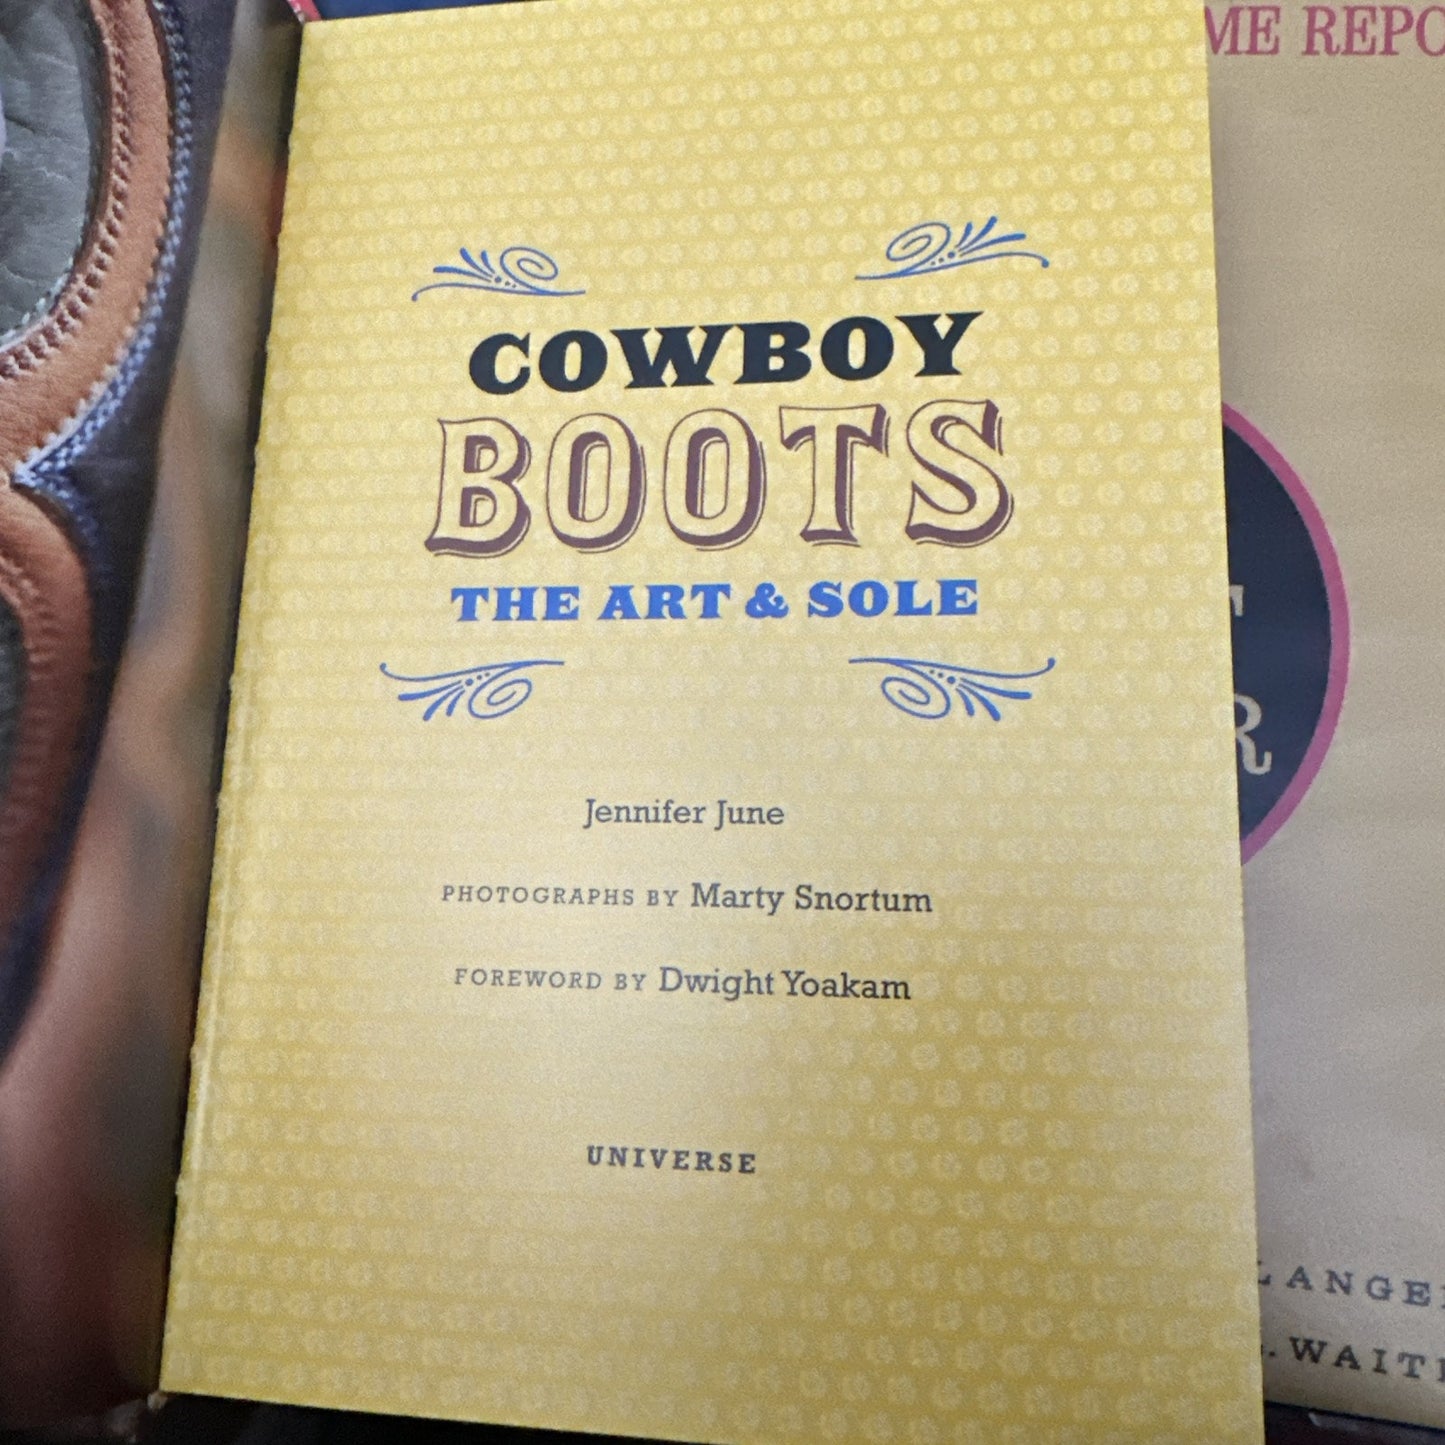 COWBOY
BOOTS
THE ART & SOLE
Jennifer June
PHOTOGRAPHS BY Marty Snortum
FOREWORD BY Dwight Yoakam
UNIVERSE